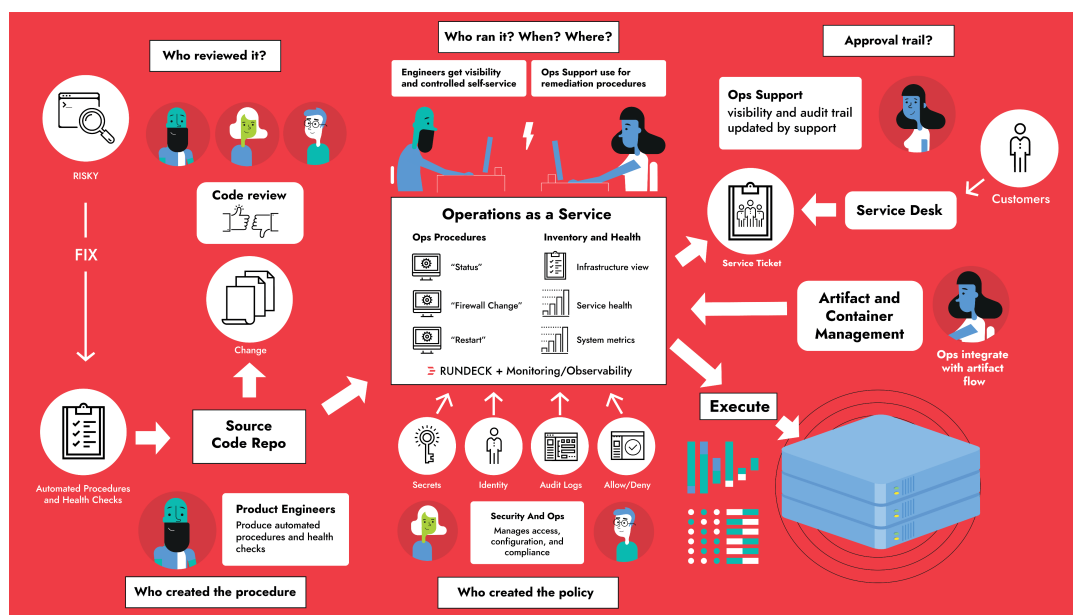 Who reviewed it?
Who ran it? When? Where?
Approval trail?
Engineers get visibility
and controlled self-service
Ops Support use for
remediation procedures
Ops Support
visibility and audit trail
updated by support
RISKY
FIX
Code review
Customers
Service Desk
Service Ticket
Operations as a Service
Ops Procedures
Inventory and Health
"Status"
Infrastructure view
"Firewall Change"
Service health
"Restart"
System metrics
RUNDECK + Monitoring/Observability
Change
Artifact and
Container
Management
Ops integrate
with artifact
flow
Execute
Source
Code Repo
Automated Procedures
and Health Checks
Secrets
Identity
Audit Logs
Allow/Deny
Product Engineers
Produce automated
procedures and health
checks
Security And Ops
Manages access,
configuration, and
compliance
Who created the procedure
Who created the policy